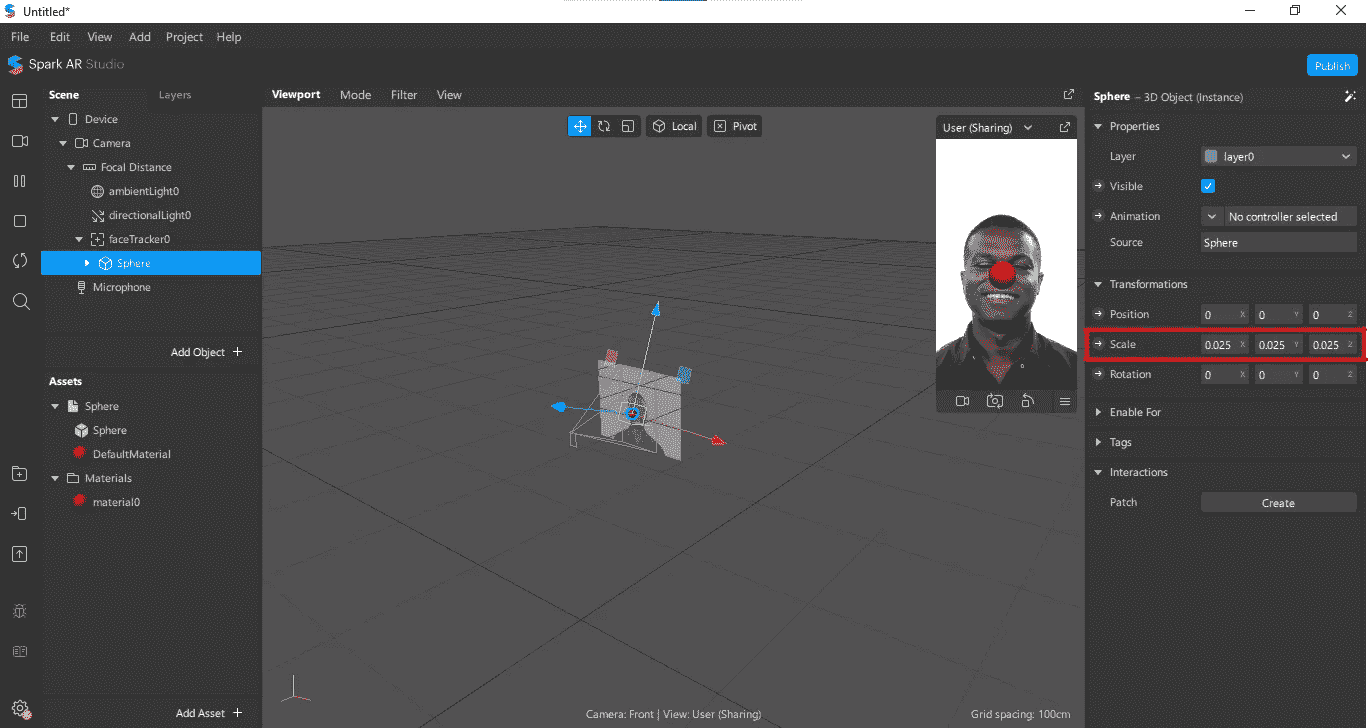 Untitled*
File Edit View Add Project Help
Spark AR Studio
Publish
Scene Layers
Device
Camera
Focal Distance
ambientLight0
directionalLight0
faceTracker0
Sphere
Microphone
Add Object +
Assets
Sphere
Sphere
DefaultMaterial
Materials
material0
Add Asset +
Viewport Mode Filter View
Local Pivot
User (Sharing)
Camera: Front | View: User (Sharing)
Grid spacing: 100cm
Sphere – 3D Object (Instance)
Properties
Layer layer0
Visible
Animation No controller selected
Source Sphere
Transformations
Position 0 X 0 Y 0 Z
Scale 0.025 X 0.025 Y 0.025 Z
Rotation 0 X 0 Y 0 Z
Enable For
Tags
Interactions
Patch Create